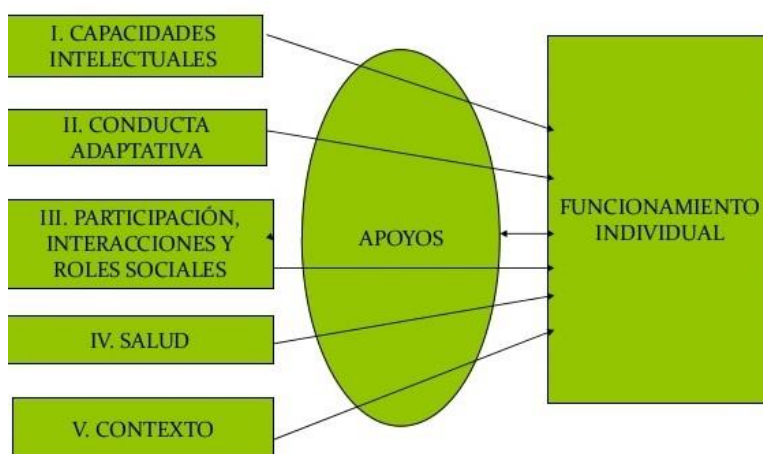 I. CAPACIDADES
INTELECTUALES
II. CONDUCTA
ADAPTATIVA
III. PARTICIPACIÓN,
INTERACCIONES Y
ROLES SOCIALES
IV. SALUD
V. CONTEXTO
APOYOS
FUNCIONAMIENTO
INDIVIDUAL